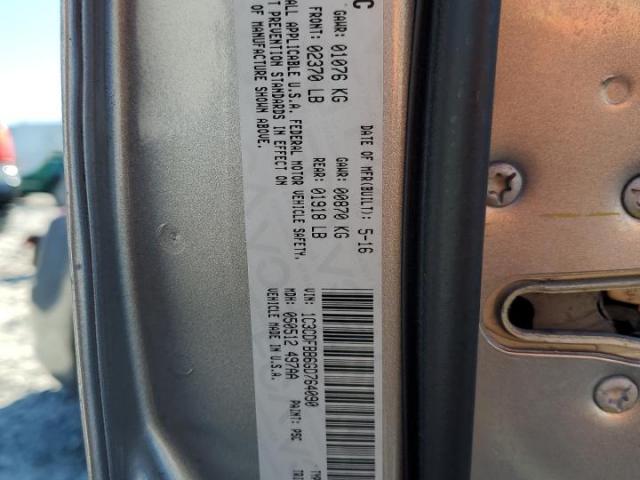 C
DATE OF MFR(BUILT): 5-16
GAWR: 01076 KG GAWR: 00870 KG
FRONT: 02370 LB REAR: 01918 LB
ALL APPLICABLE U.S.A. FEDERAL MOTOR VEHICLE SAFETY,
T PREVENTION STANDARDS IN EFFECT ON
OF MANUFACTURE SHOWN ABOVE.
VIN: 1C3CDFBB6GD764090
MDH: 050512 497AA PAINT: PSC
VEHICLE MADE IN U.S.A.